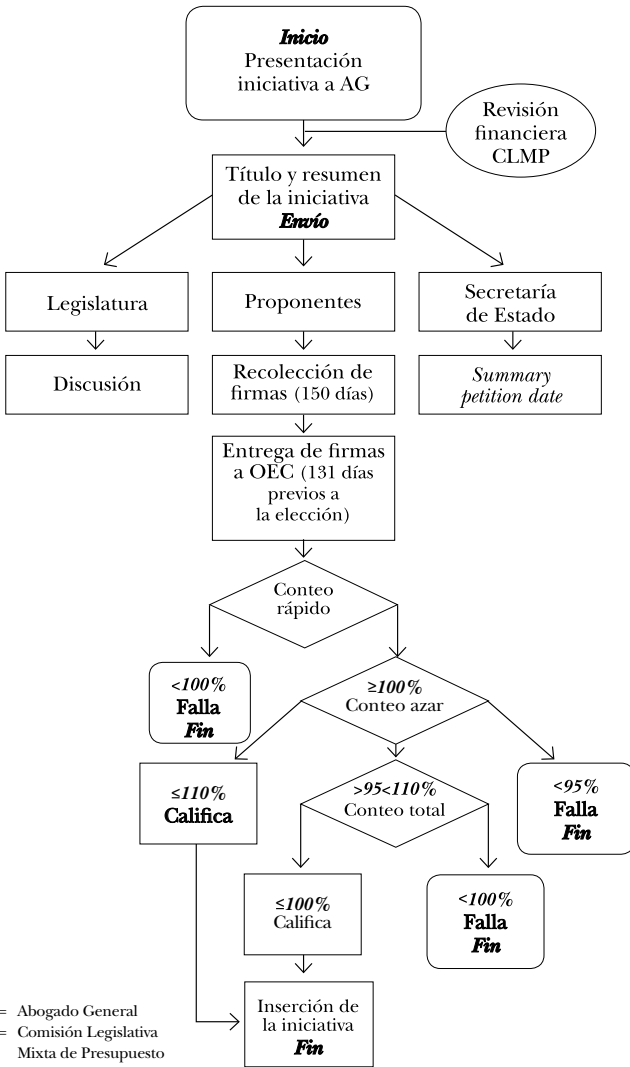 Inicio
Presentación
iniciativa a AG
Revisión
financiera
CLMP
Título y resumen
de la iniciativa
Envío
Legislatura
Proponentes
Secretaría
de Estado
Discusión
Recolección de
firmas (150 días)
Summary
petition date
Entrega de firmas
a OEC (131 días
previos a
la elección)
Conteo
rápido
<100%
Falla
Fin
≥100%
Conteo azar
≤110%
Califica
>95<110%
Conteo total
<95%
Falla
Fin
≤100%
Califica
<100%
Falla
Fin
Inserción de
la iniciativa
Fin
= Abogado General
= Comisión Legislativa
Mixta de Presupuesto